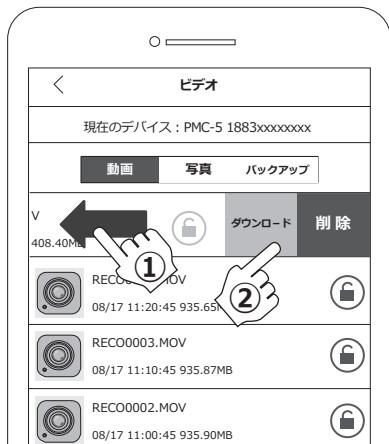 ビデオ
現在のデバイス：PMC-5 1883xxxxxxx
動画 写真 バックアップ
V
408.40MB
ダウンロード 削除
①
②
08/17 11:20:45 935.65M
RECO0003.MOV
08/17 11:10:45 935.87MB
RECO0002.MOV
08/17 11:00:45 935.90MB